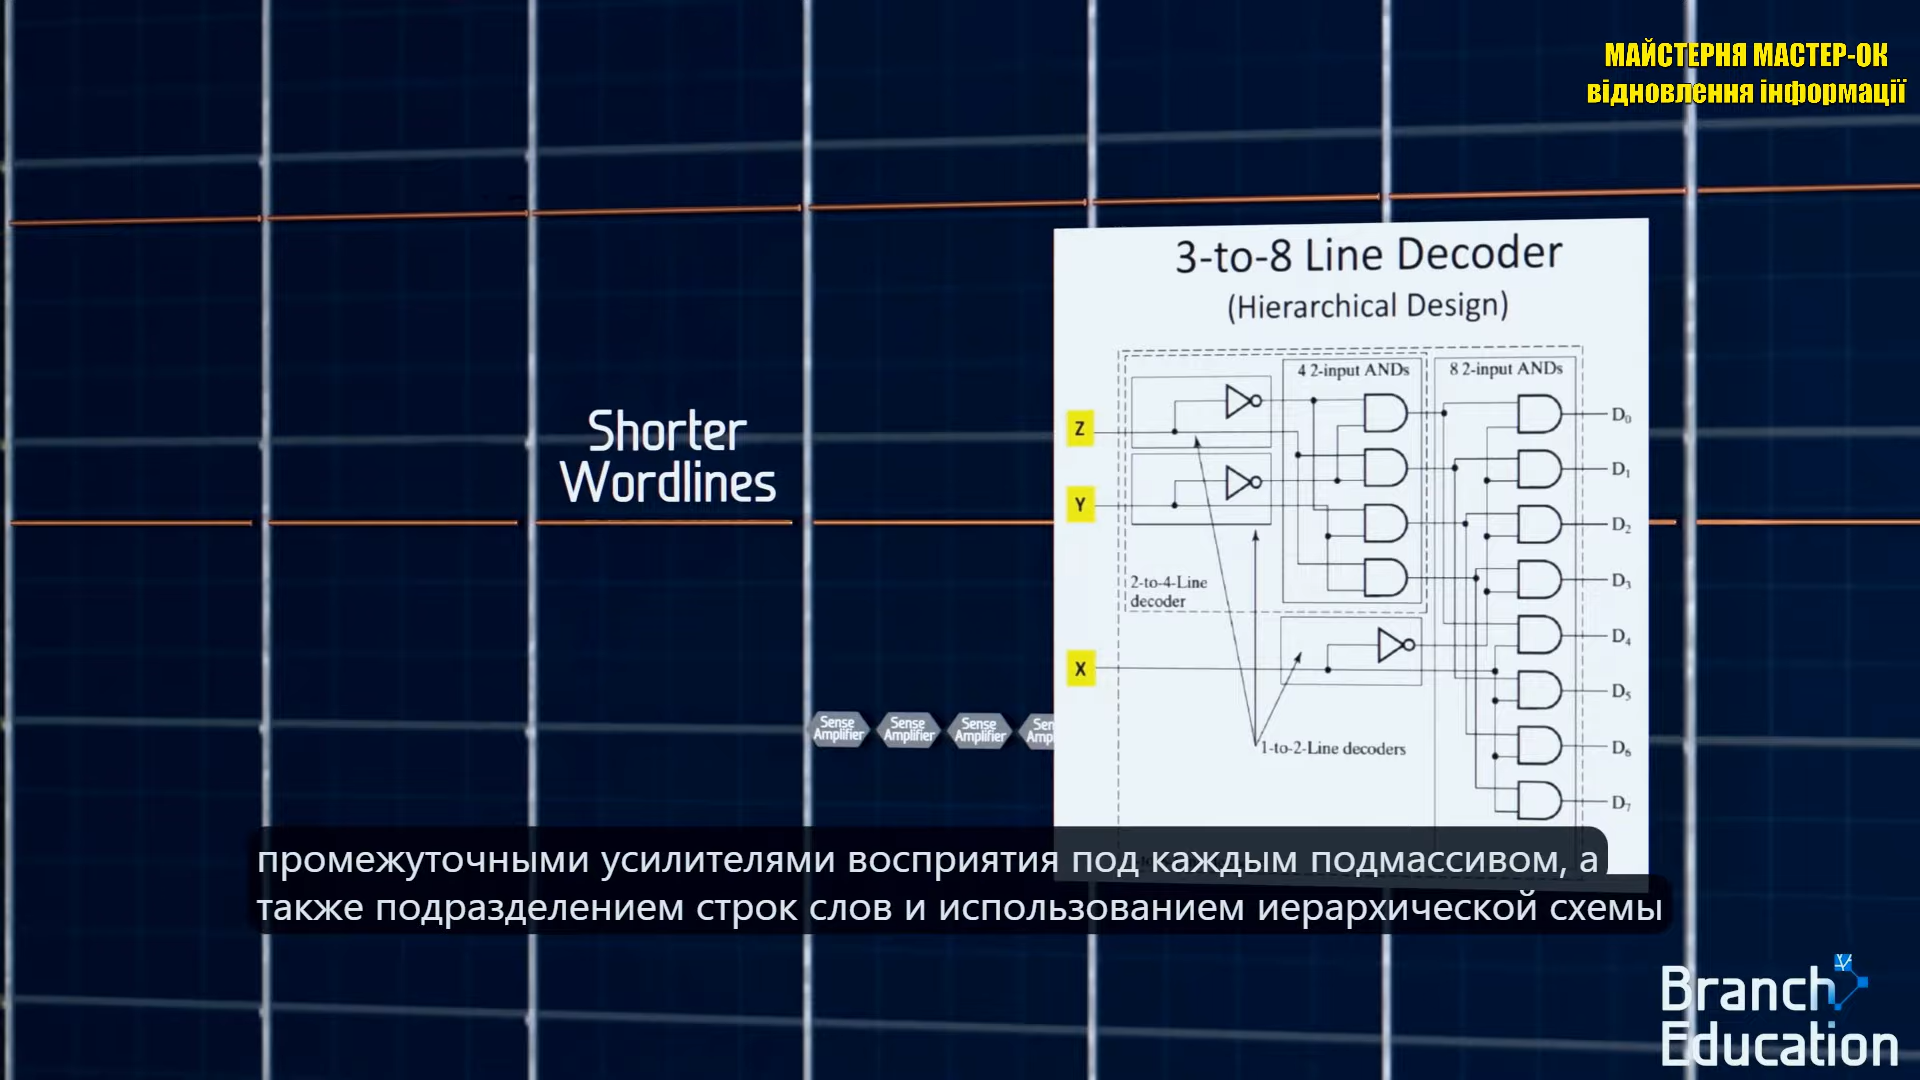 МАЙСТЕРНЯ МАСТЕР-ОК
відновлення інформації
3-to-8 Line Decoder
(Hierarchical Design)
4 2-input ANDs
8 2-input ANDs
Z
Y
X
2-to-4-Line
decoder
1-to-2-Line decoders
D0
D1
D2
D3
D4
D5
D6
D7
Shorter
Wordlines
Sense
Amplifier
Sense
Amplifier
Sense
Amplifier
Sen
Amp
промежуточными усилителями восприятия под каждым подмассивом, а
также подразделением строк слов и использованием иерархической схемы
Branch
Education